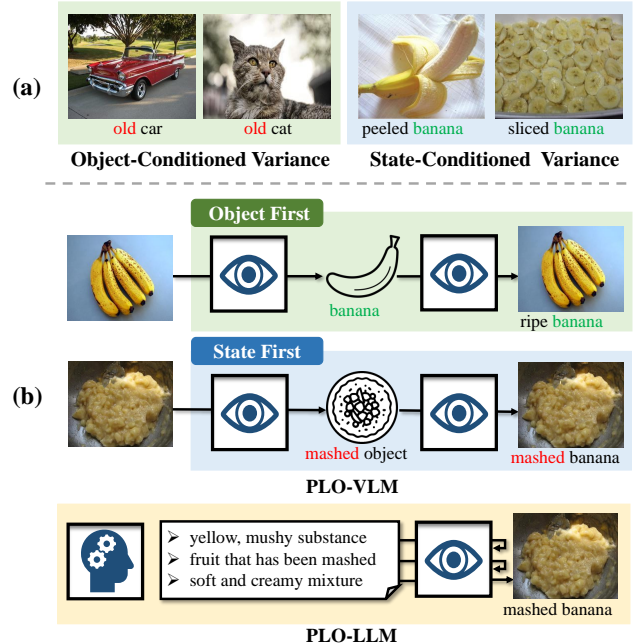 (a)
old car
old cat
peeled banana
sliced banana
Object-Conditioned Variance
State-Conditioned Variance
(b)
Object First
banana
ripe banana
State First
mashed object
mashed banana
PLO-VLM
➢ yellow, mushy substance
➢ fruit that has been mashed
➢ soft and creamy mixture
mashed banana
PLO-LLM